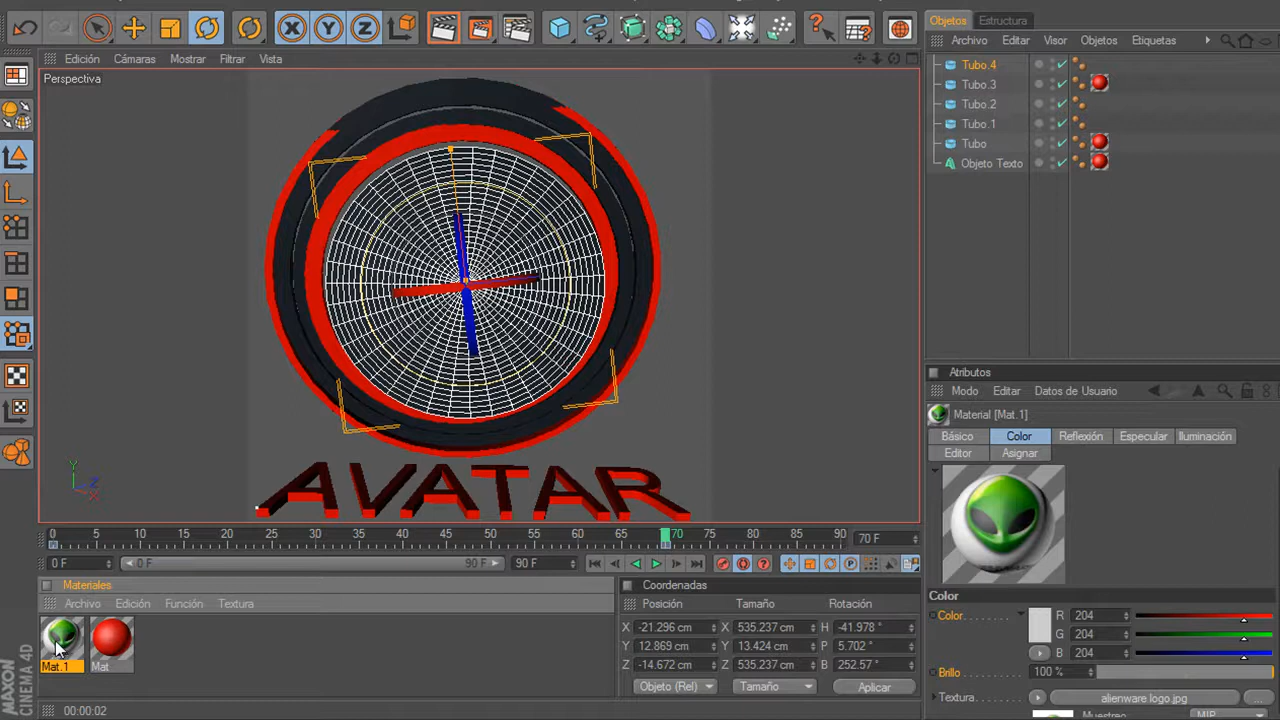 X Y Z
Objetos Estructura
Archivo Editar Visor Objetos Etiquetas
Edición Cámaras Mostrar Filtrar Vista
Perspectiva
Tubo.4
Tubo.3
Tubo.2
Tubo.1
Tubo
Objeto Texto
AVATAR
Y
Z
X
0 5 10 15 20 25 30 35 40 45 50 55 60 65 70 75 80 85 90 70 F
0 F 0 F 90 F 90 F
Materiales
Archivo Edición Función Textura
Mat.1 Mat
Coordenadas
Posición Tamaño Rotación
X -21.296 cm X 535.237 cm H -41.978 °
Y 12.869 cm Y 13.424 cm P 5.702 °
Z -14.672 cm Z 535.237 cm B 252.57 °
Objeto (Rel) Tamaño Aplicar
Atributos
Modo Editar Datos de Usuario
Material [Mat.1]
Básico Color Reflexión Especular Iluminación
Editor Asignar
Color
Color R 204
G 204
B 204
Brillo 100 %
Textura alienware logo.jpg ...
Muestreo MIP
MAXON
CINEMA 4D
00:00:02